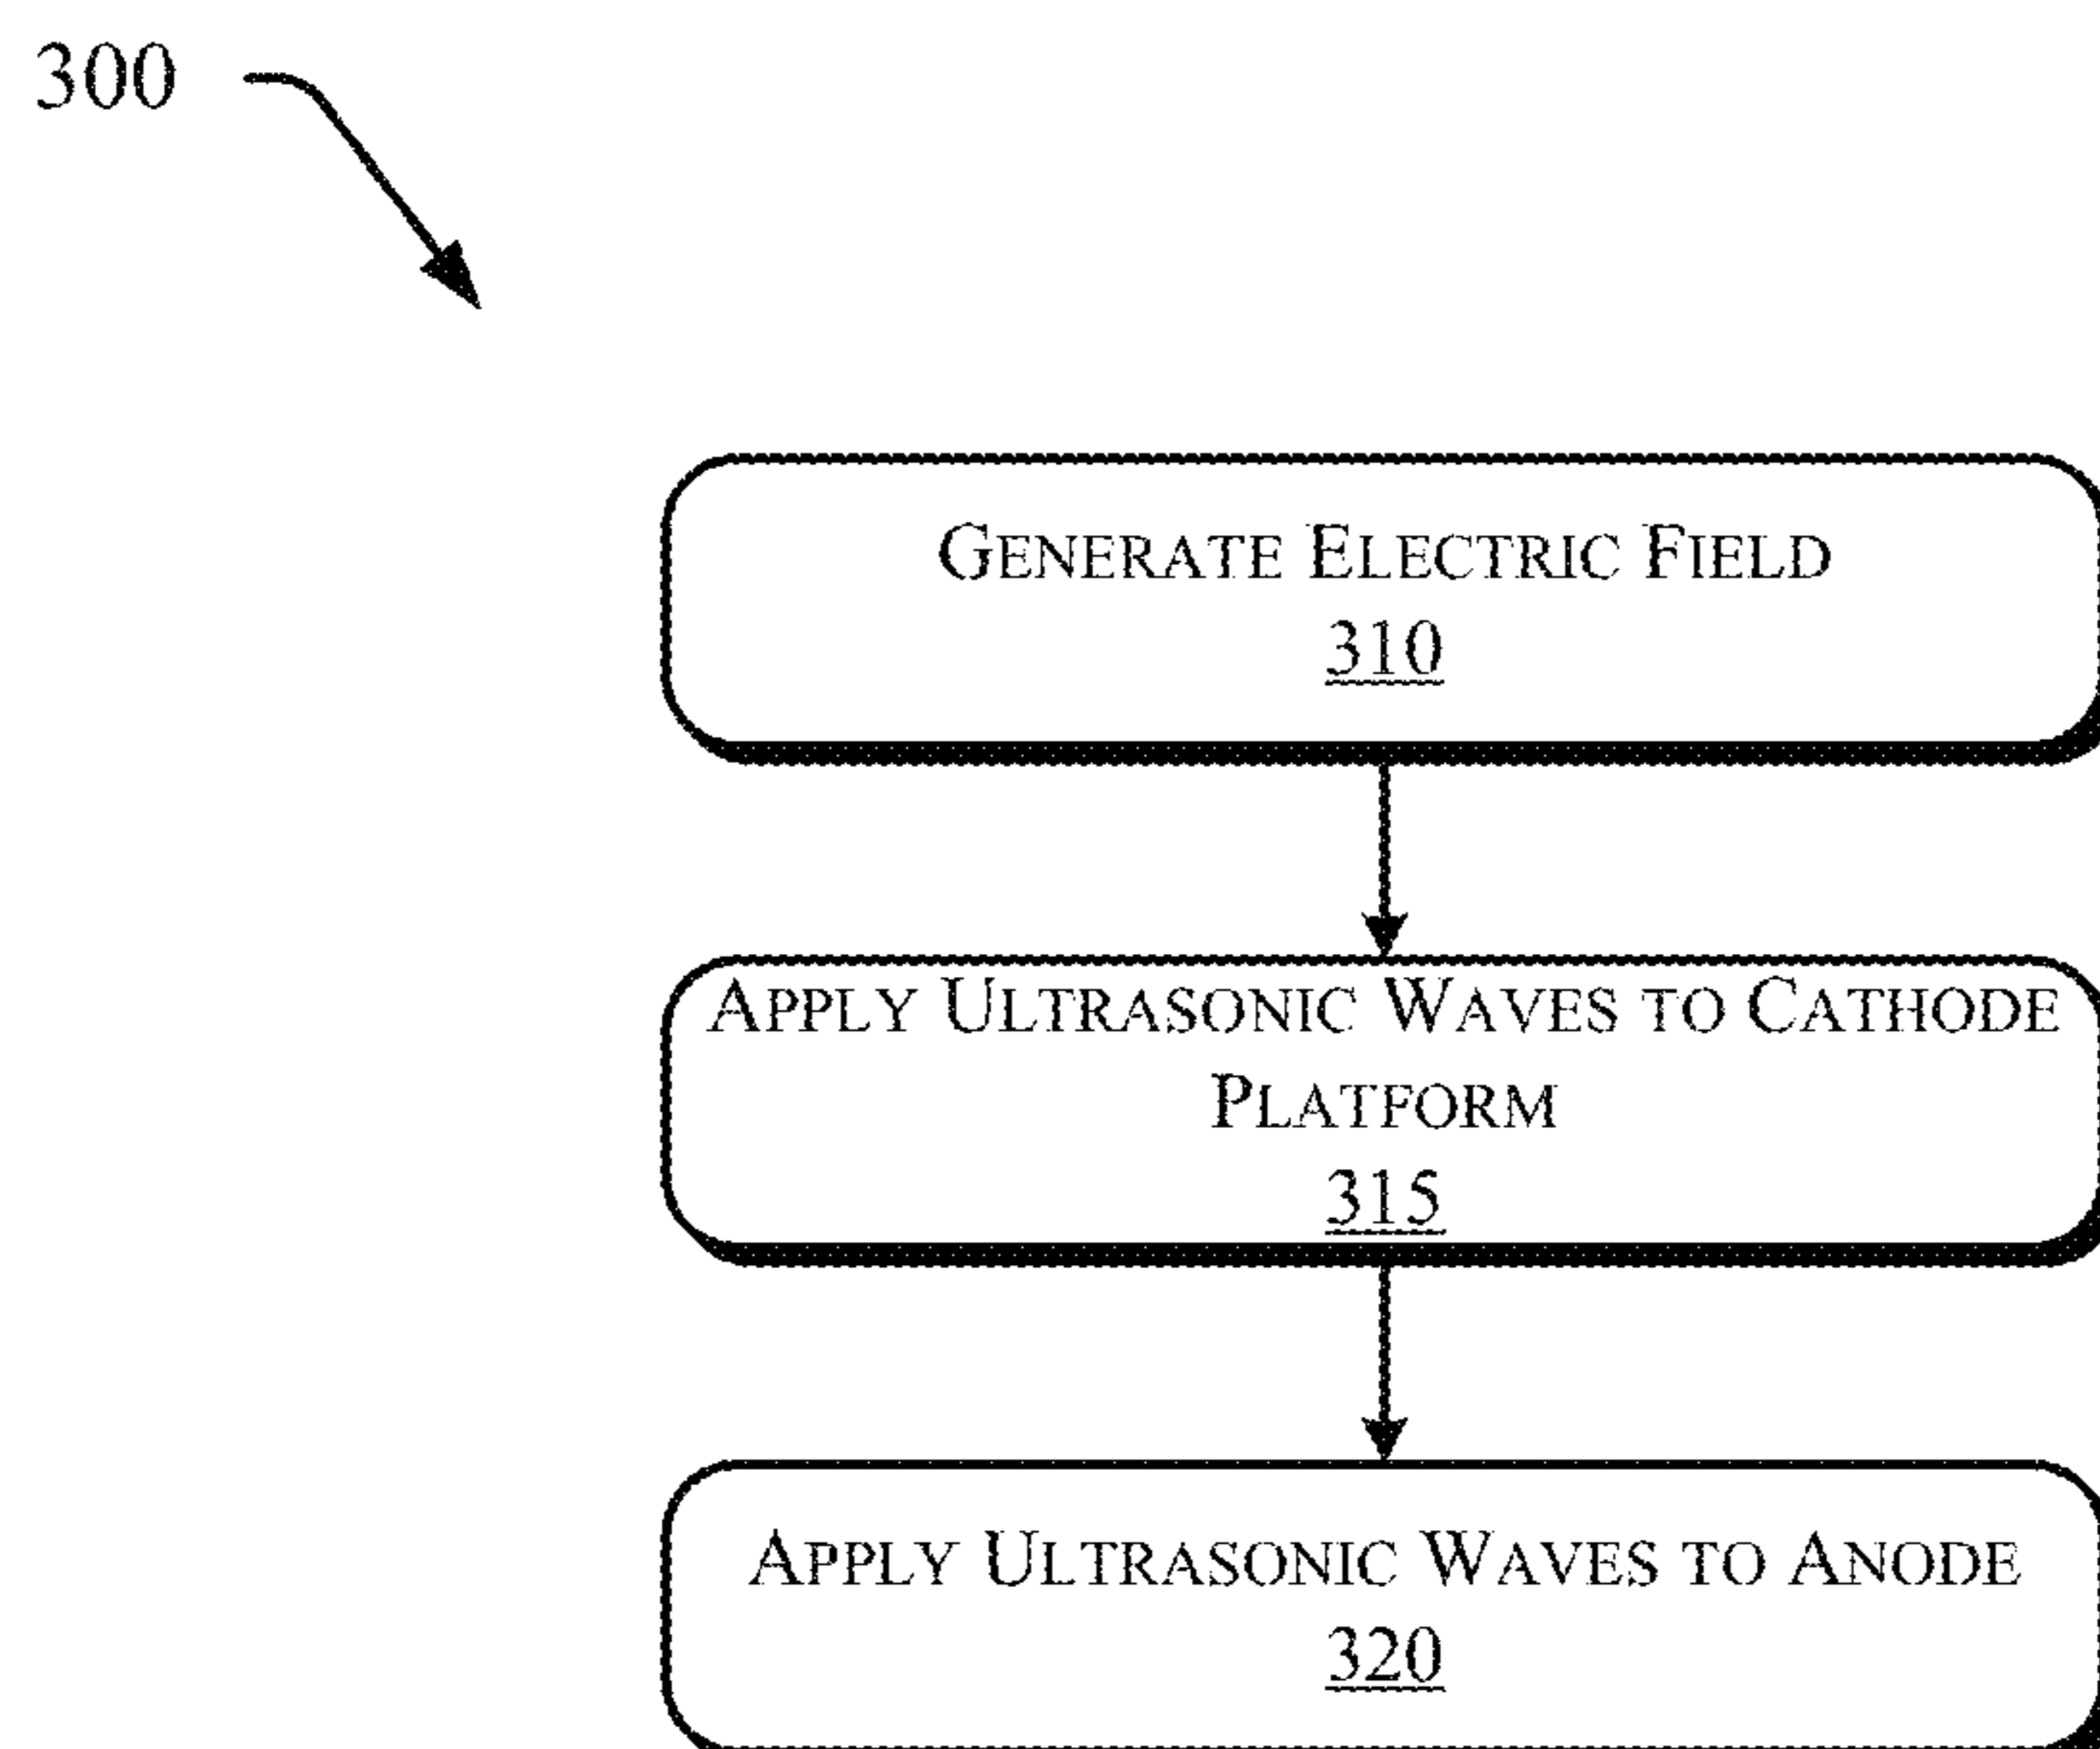 300
GENERATE ELECTRIC FIELD
310
APPLY ULTRASONIC WAVES TO CATHODE
PLATFORM
315
APPLY ULTRASONIC WAVES TO ANODE
320